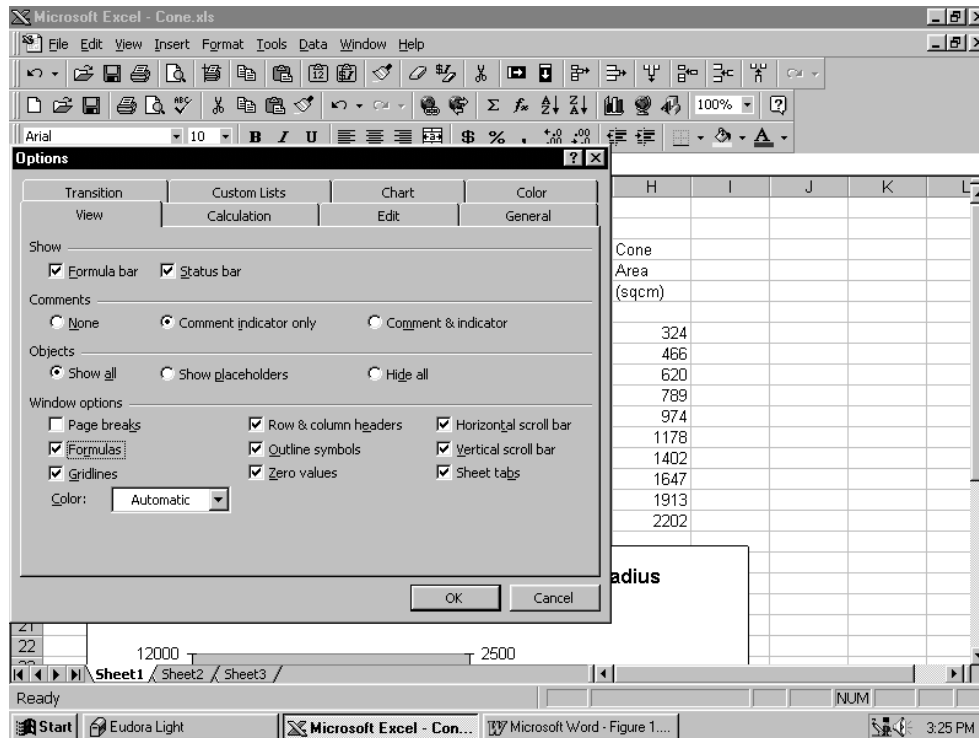 Microsoft Excel - Cone.xls
File Edit View Insert Format Tools Data Window Help
100%
Arial 10 B I U $ % ,
Options
Transition Custom Lists Chart Color
View Calculation Edit General
Show
Formula bar Status bar
Comments
None Comment indicator only Comment & indicator
Objects
Show all Show placeholders Hide all
Window options
Page breaks Row & column headers Horizontal scroll bar
Formulas Outline symbols Vertical scroll bar
Gridlines Zero values Sheet tabs
Color: Automatic
OK Cancel
H I J K L
Cone
Area
(sqcm)
324
466
620
789
974
1178
1402
1647
1913
2202
adius
21
22
12000 2500
Sheet1 Sheet2 Sheet3
Ready NUM
Start Eudora Light Microsoft Excel - Con... Microsoft Word - Figure 1.... 3:25 PM